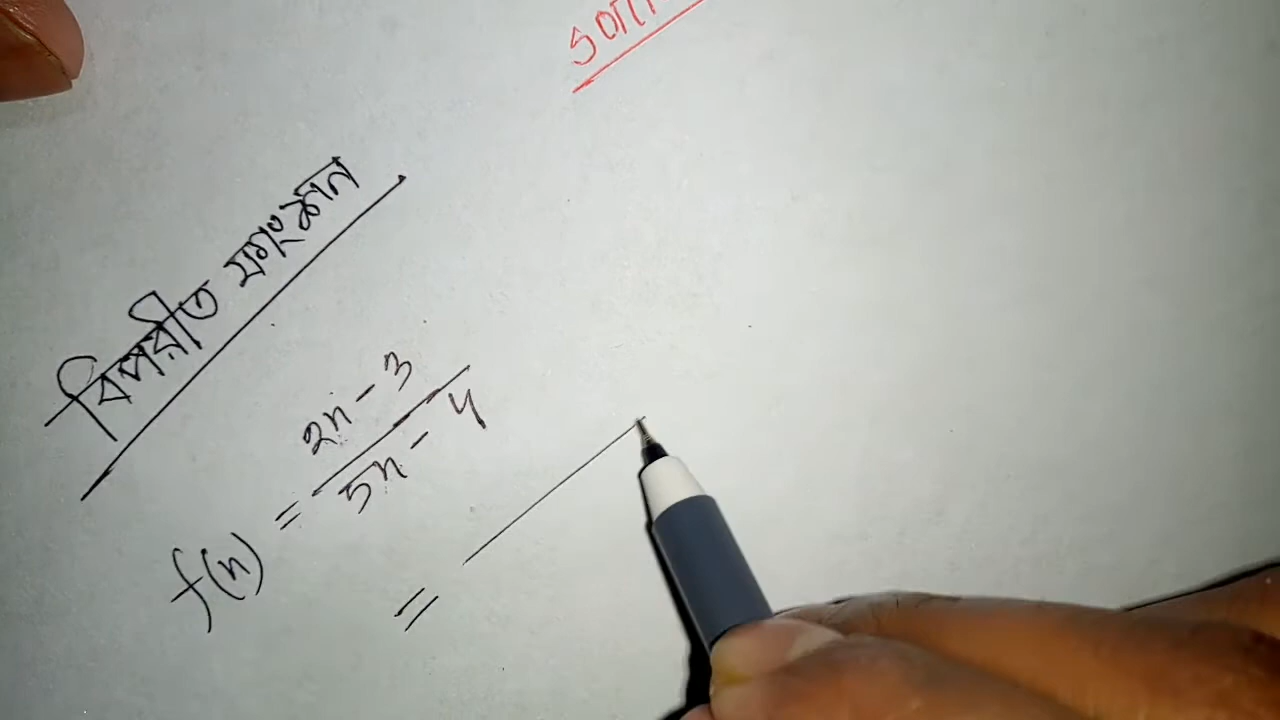 বিপরীত ফাংশন
f(n) = 2n - 3 / 5n - 4
=